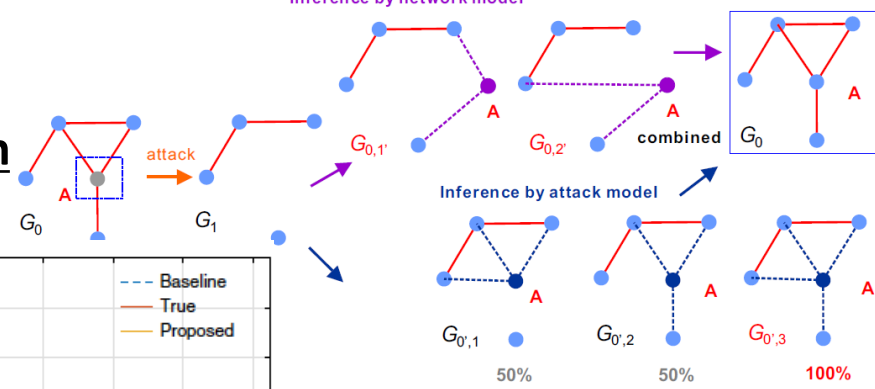 Inference by network model
n
attack
A
G0
G1
A
G0,1'
A
G0,2'
combined
A
G0
Inference by attack model
Baseline
True
Proposed
A
G0',1
A
G0',2
A
G0',3
50%
50%
100%